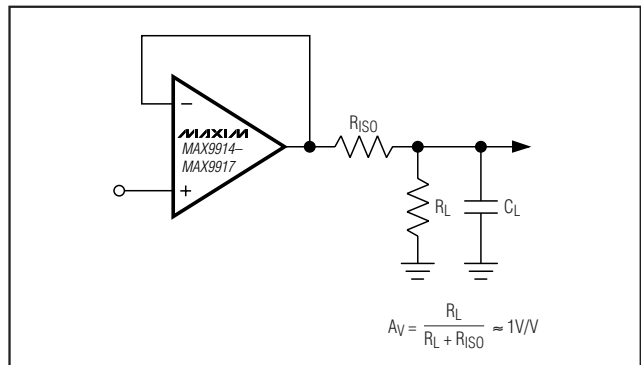 −
MAXIM
MAX9914–
MAX9917
+
RISO
RL
CL
AV = RL / RL + RISO ≈ 1V/V